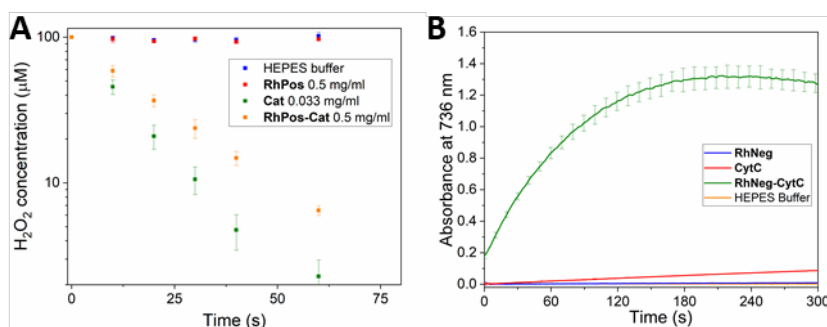 A
H₂O₂ concentration (µM)
100
10
0
25
50
75
Time (s)
HEPES buffer
RhPos 0.5 mg/ml
Cat 0.033 mg/ml
RhPos-Cat 0.5 mg/ml
B
Absorbance at 736 nm
1.6
1.4
1.2
1.0
0.8
0.6
0.4
0.2
0.0
0
60
120
180
240
300
Time (s)
RhNeg
CytC
RhNeg-CytC
HEPES Buffer